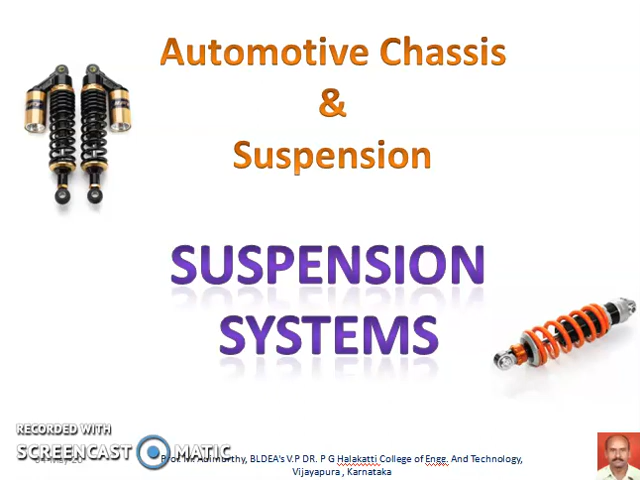 Automotive Chassis
&
Suspension
SUSPENSION
SYSTEMS
RECORDED WITH
SCREENCAST MATIC
Prof. M. BLDEA's V.P DR. P G Halakatti College of Engg. And Technology,
Vijayapura , Karnataka